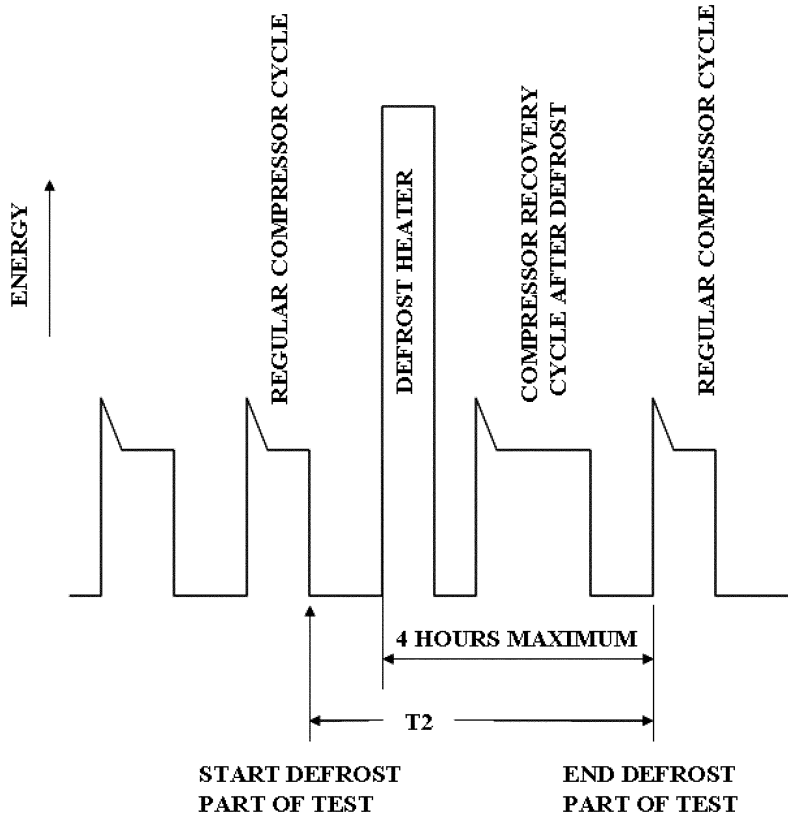 ENERGY
REGULAR COMPRESSOR CYCLE
DEFROST HEATER
COMPRESSOR RECOVERY
CYCLE AFTER DEFROST
REGULAR COMPRESSOR CYCLE
4 HOURS MAXIMUM
T2
START DEFROST
PART OF TEST
END DEFROST
PART OF TEST